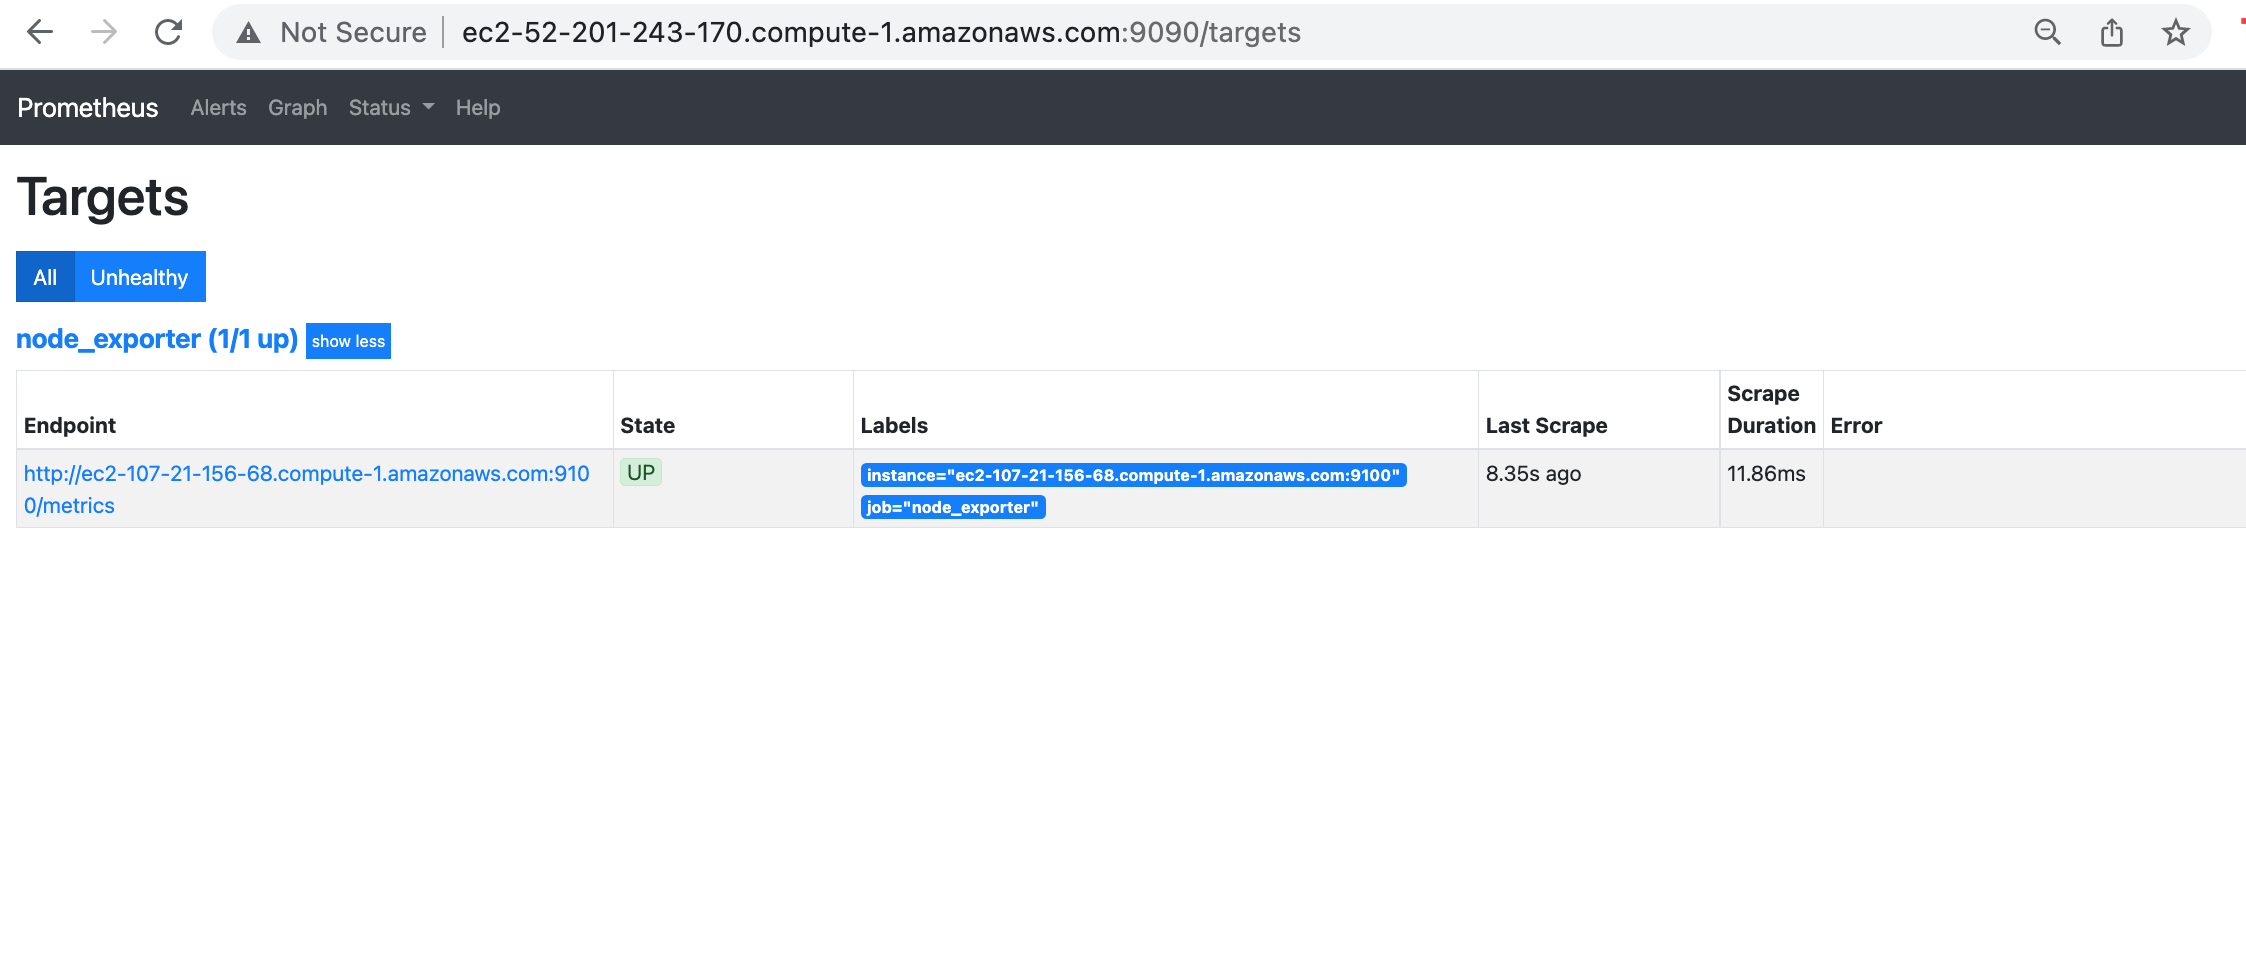 Not Secure ec2-52-201-243-170.compute-1.amazonaws.com:9090/targets
Prometheus Alerts Graph Status Help
Targets
All Unhealthy
node_exporter (1/1 up) show less
Endpoint State Labels Last Scrape Scrape Duration Error
http://ec2-107-21-156-68.compute-1.amazonaws.com:910
0/metrics
UP
instance="ec2-107-21-156-68.compute-1.amazonaws.com:9100"
job="node_exporter"
8.35s ago
11.86ms